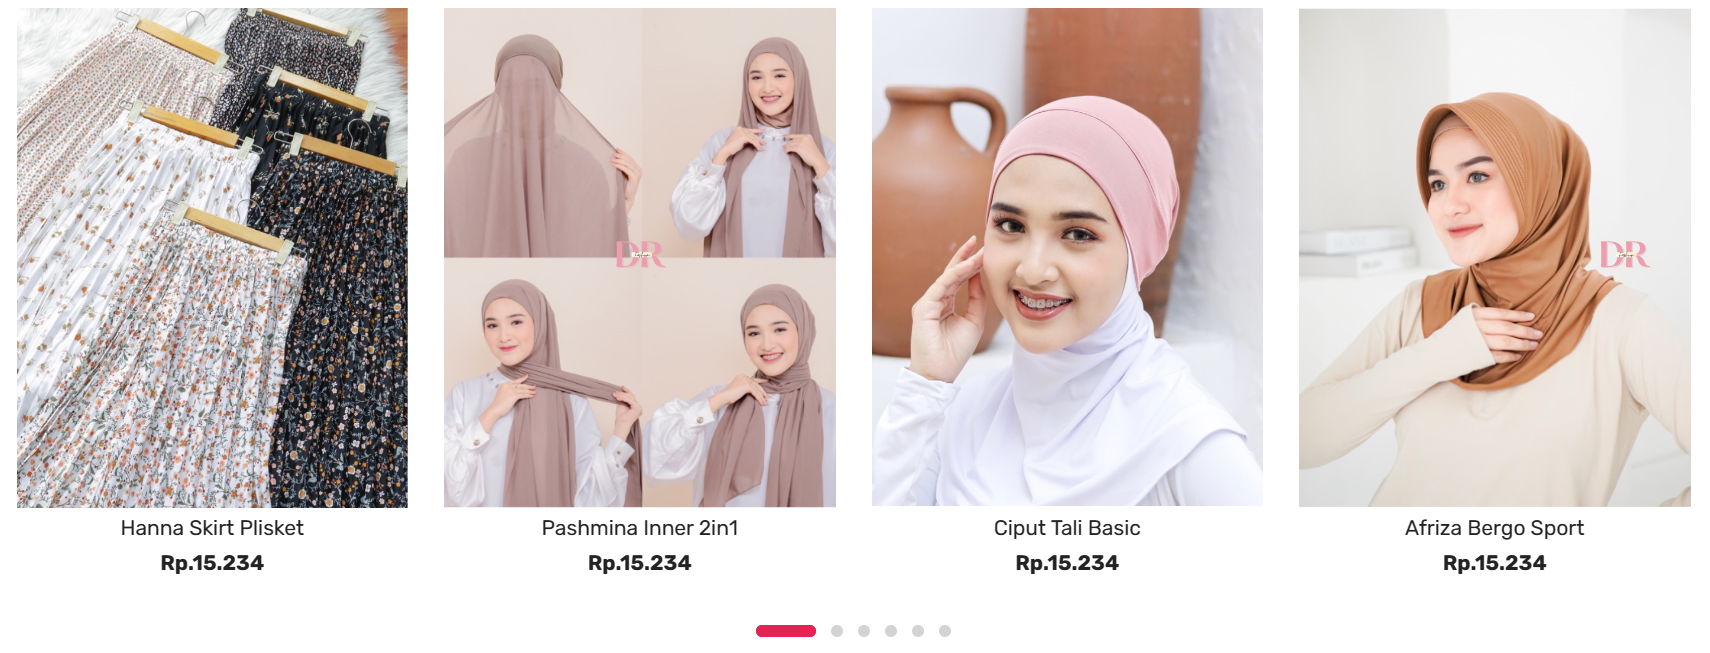 DR
DR
Hanna Skirt Plisket
Pashmina Inner 2in1
Ciput Tali Basic
Afriza Bergo Sport
Rp.15.234
Rp.15.234
Rp.15.234
Rp.15.234